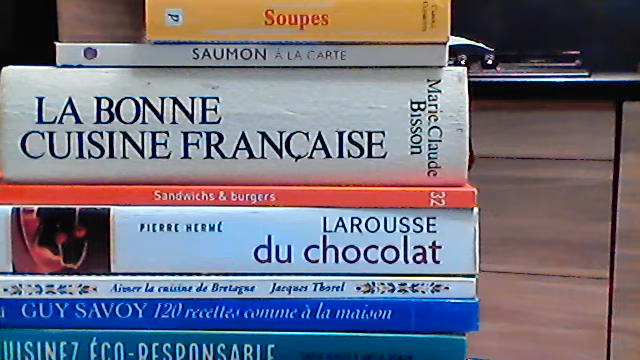 Soupes
SAUMON À LA CARTE
LA BONNE
CUISINE FRANÇAISE
Marie-Claude
Bisson
Sandwichs & burgers
32
PIERRE HERMÉ
LAROUSSE
du chocolat
Aimer la cuisine de Bretagne Jacques Thorel
GUY SAVOY 120 recettes comme à la maison
UISINEZ ÉCO-RESPONSABLE